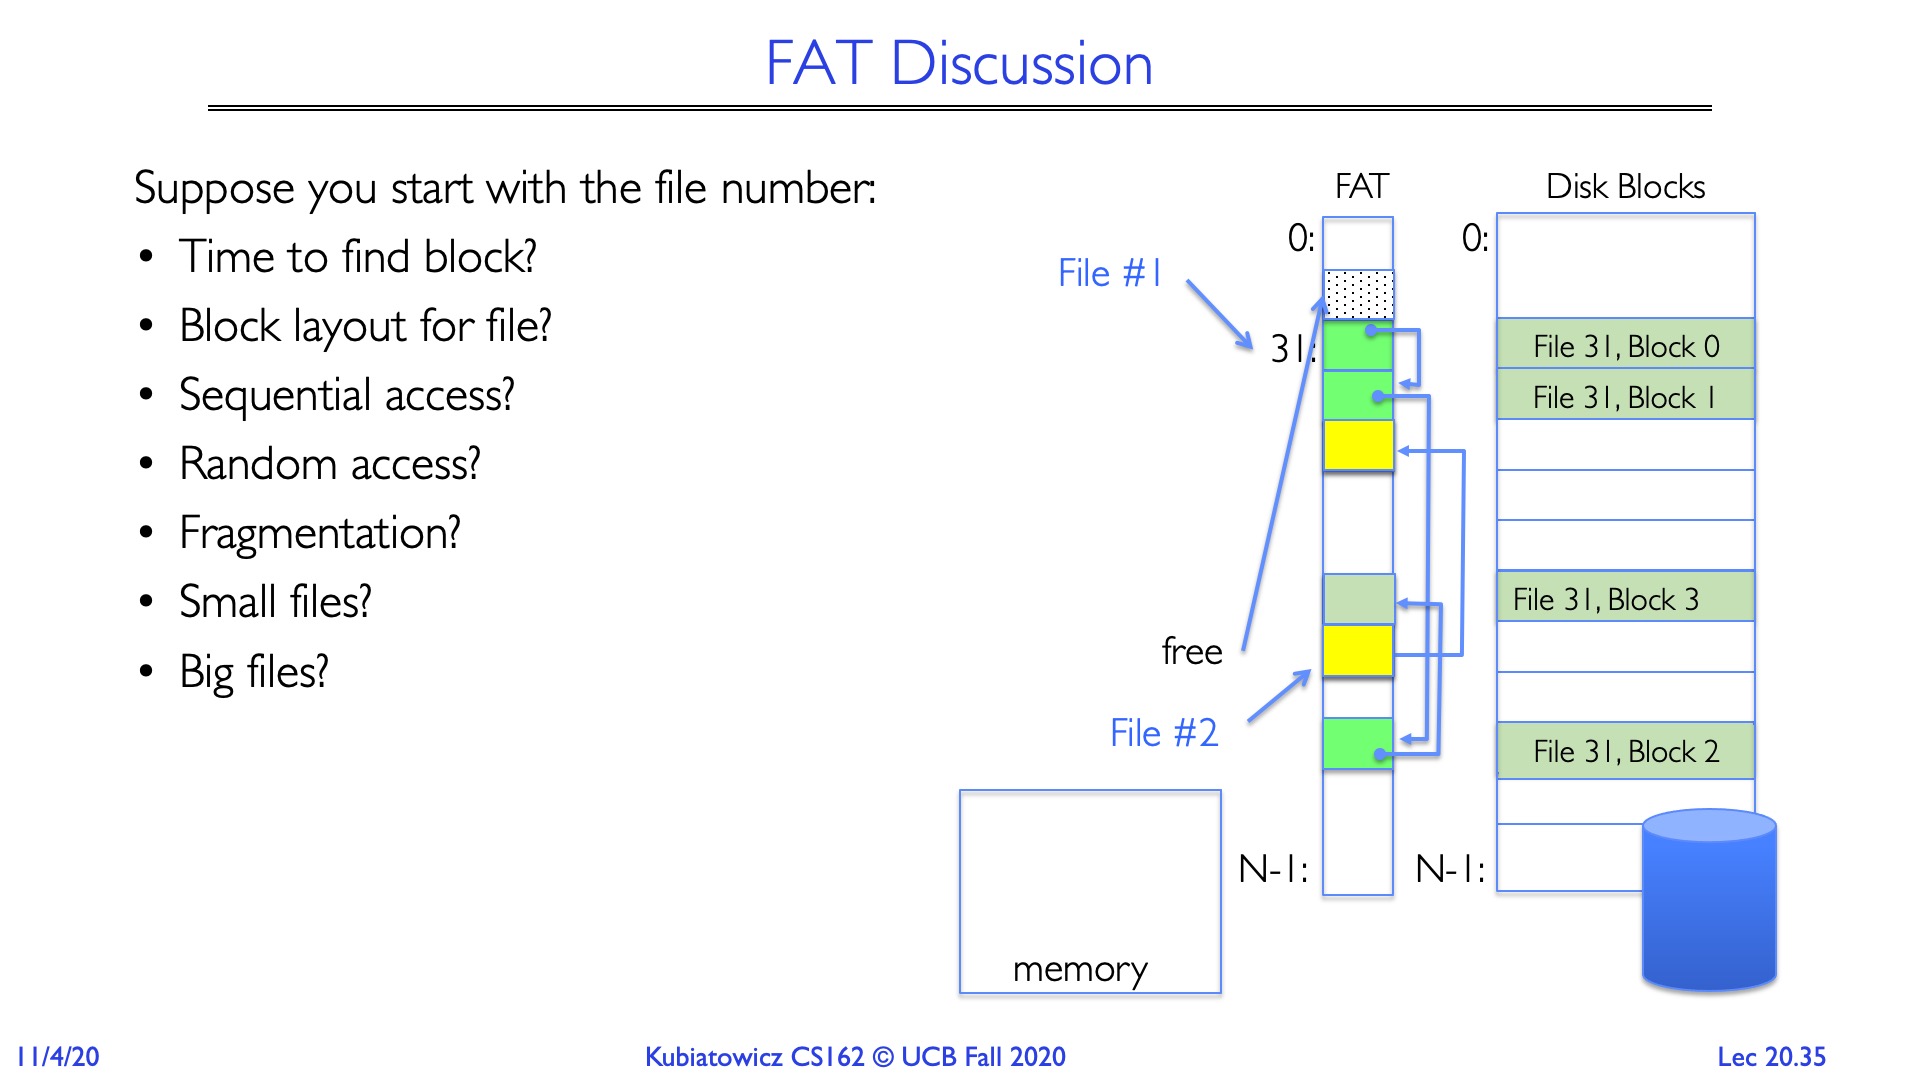 FAT Discussion
Suppose you start with the file number:
• Time to find block?
• Block layout for file?
• Sequential access?
• Random access?
• Fragmentation?
• Small files?
• Big files?
FAT
Disk Blocks
0:
0:
File #1
31:
File 31, Block 0
File 31, Block 1
File 31, Block 3
free
File #2
File 31, Block 2
N-1:
N-1:
memory
11/4/20
Kubiatowicz CS162 © UCB Fall 2020
Lec 20.35